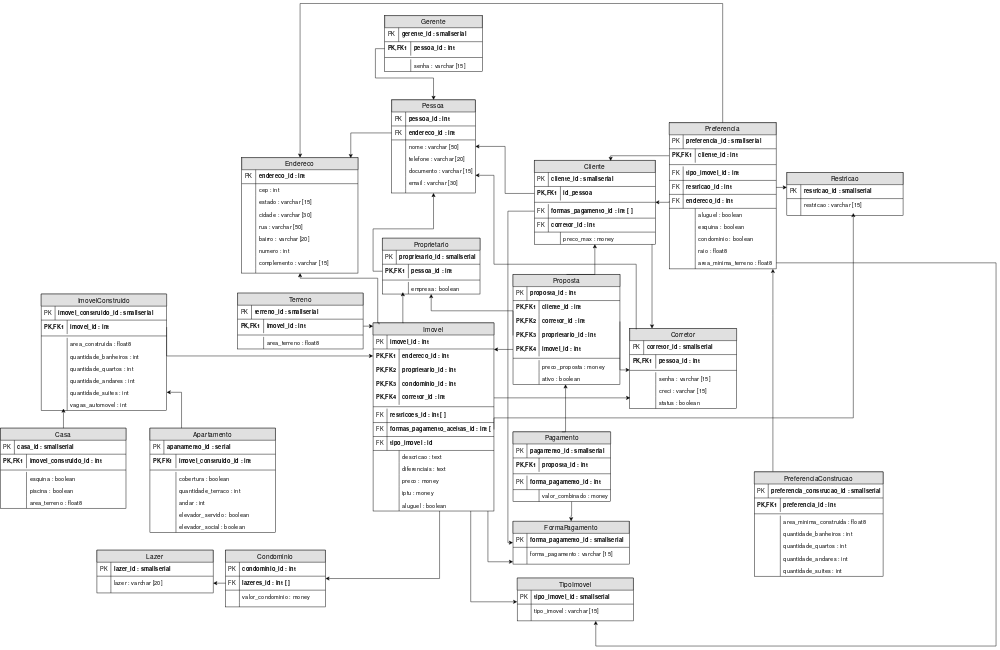 Gerente
PK gerente_id : smallserial
PK,FK1 pessoa_id : int
senha : varchar [15]
Pessoa
PK pessoa_id : int
FK endereco_id : int
nome : varchar [50]
telefone : varchar [20]
documento : varchar [15]
email : varchar [30]
Endereco
PK endereco_id : int
cep : int
estado : varchar [15]
cidade : varchar [30]
rua : varchar [50]
bairro : varchar [20]
numero : int
complemento : varchar [15]
Cliente
PK cliente_id : smallserial
PK,FK1 id_pessoa
FK formas_pagamento_id : int [ ]
FK corretor_id : int
preco_max : money
Preferencia
PK preferencia_id : smallserial
PK,FK1 cliente_id : int
FK tipo_imovel_id : int
FK restricao_id : int
FK endereco_id : int
aluguel : boolean
esquina : boolean
condominio : boolean
raio : float8
area_minima_terreno : float8
Restricao
PK restricao_id : smallserial
restricao : varchar [15]
Proprietario
PK proprietario_id : smallserial
PK,FK1 pessoa_id : int
empresa : boolean
Proposta
PK proposta_id : int
PK,FK1 cliente_id : int
PK,FK2 corretor_id : int
PK,FK3 proprietario_id : int
PK,FK4 imovel_id : int
preco_proposta : money
ativo : boolean
ImovelConstruido
PK imovel_construido_id : smallserial
PK,FK1 imovel_id : int
area_construida : float8
quantidade_banheiros : int
quantidade_quartos : int
quantidade_andares : int
quantidade_suites : int
vagas_automovel : int
Terreno
PK terreno_id : smallserial
PK,FK1 imovel_id : int
area_terreno : float8
Imovel
PK imovel_id : int
PK,FK1 endereco_id : int
PK,FK2 proprietario_id : int
PK,FK3 condominio_id : int
PK,FK4 corretor_id : int
FK restricoes_id : int [ ]
FK formas_pagamento_aceitas_id : int [
FK tipo_imovel : id
descricao : text
diferenciais : text
preco : money
iptu : money
aluguel : boolean
Corretor
PK corretor_id : smallserial
PK,FK1 pessoa_id : int
senha : varchar [15]
creci : varchar [15]
status : boolean
Casa
PK casa_id : smallserial
PK,FK1 imovel_construido_id : int
esquina : boolean
piscina : boolean
area_terreno : float8
Apartamento
PK apartamento_id : serial
PK,FK1 imovel_construido_id : int
cobertura : boolean
quantidade_terraco : int
andar : int
elevador_servido : boolean
elevador_social : boolean
Pagamento
PK pagamento_id : smallserial
PK,FK1 proposta_id : int
FK forma_pagamento_id : int
valor_combinado : money
PreferenciaConstrucao
PK preferencia_construcao_id : smallserial
PK,FK1 preferencia_id : int
area_minima_construida : float8
quantidade_banheiros : int
quantidade_quartos : int
quantidade_andares : int
quantidade_suites : int
FormaPagamento
PK forma_pagamento_id : smallserial
forma_pagamento : varchar [15]
Lazer
PK lazer_id : smallserial
lazer : varchar [20]
Condominio
PK condominio_id : int
FK lazeres_id : int [ ]
valor_condominio : money
TipoImovel
PK tipo_imovel_id : smallserial
tipo_imovel : varchar [15]